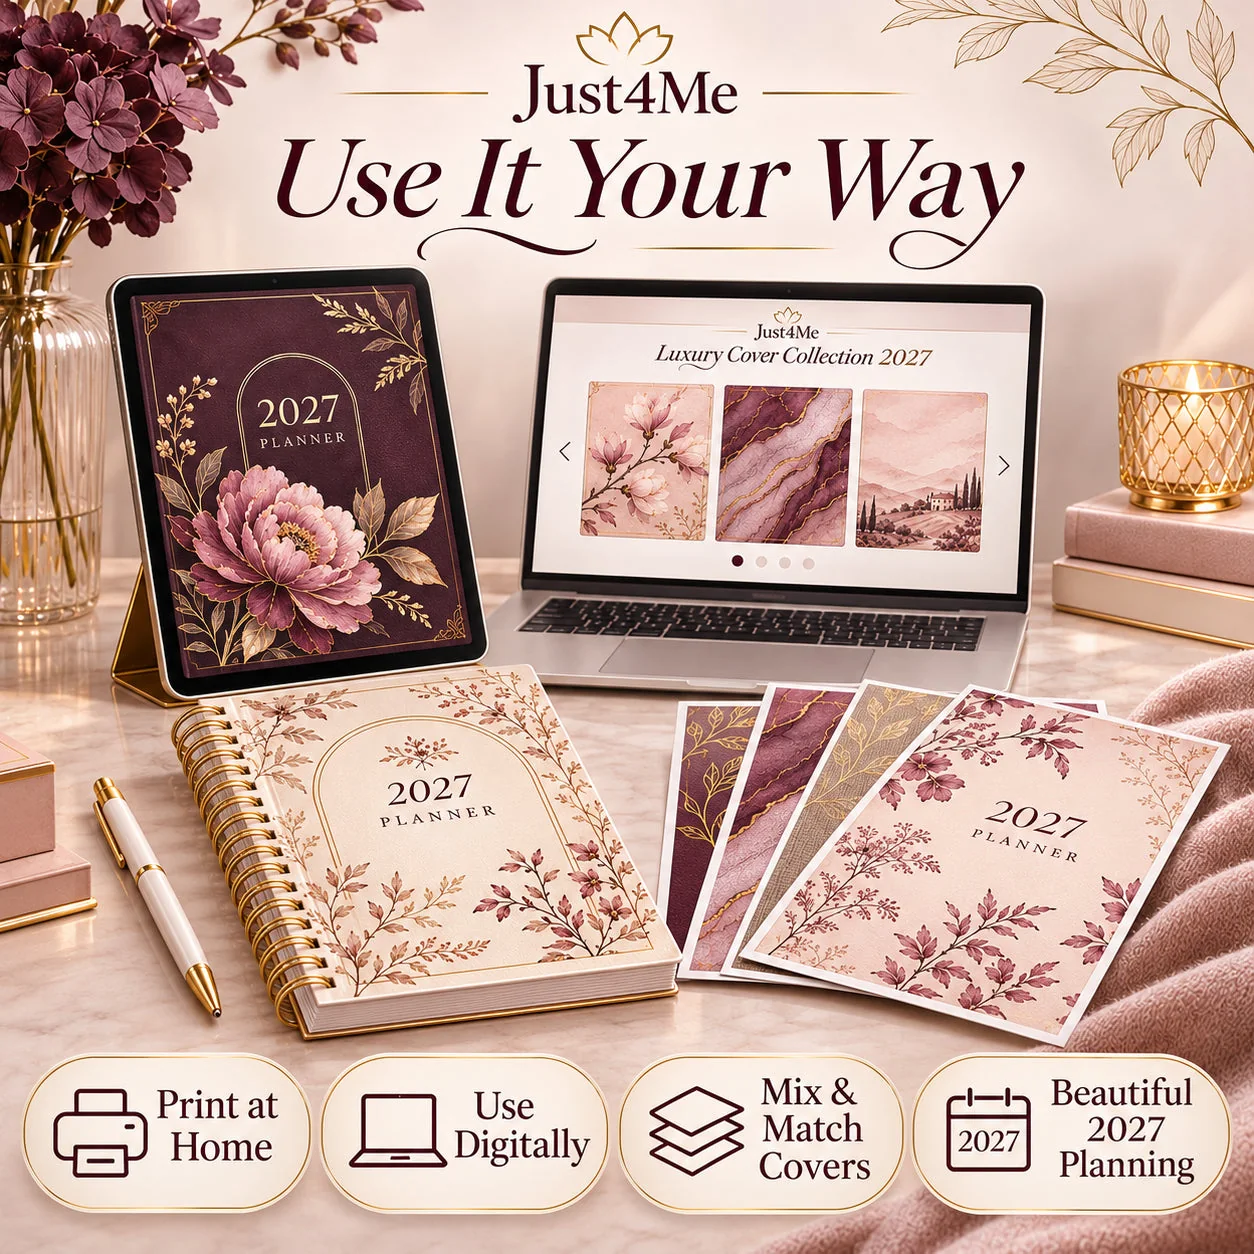 Just4Me
Use It Your Way
2027
PLANNER
Just4Me
Luxury Cover Collection 2027
2027
PLANNER
2027
PLANNER
Print at
Home
Use
Digitally
Mix &
Match
Covers
2027
Beautiful
2027
Planning